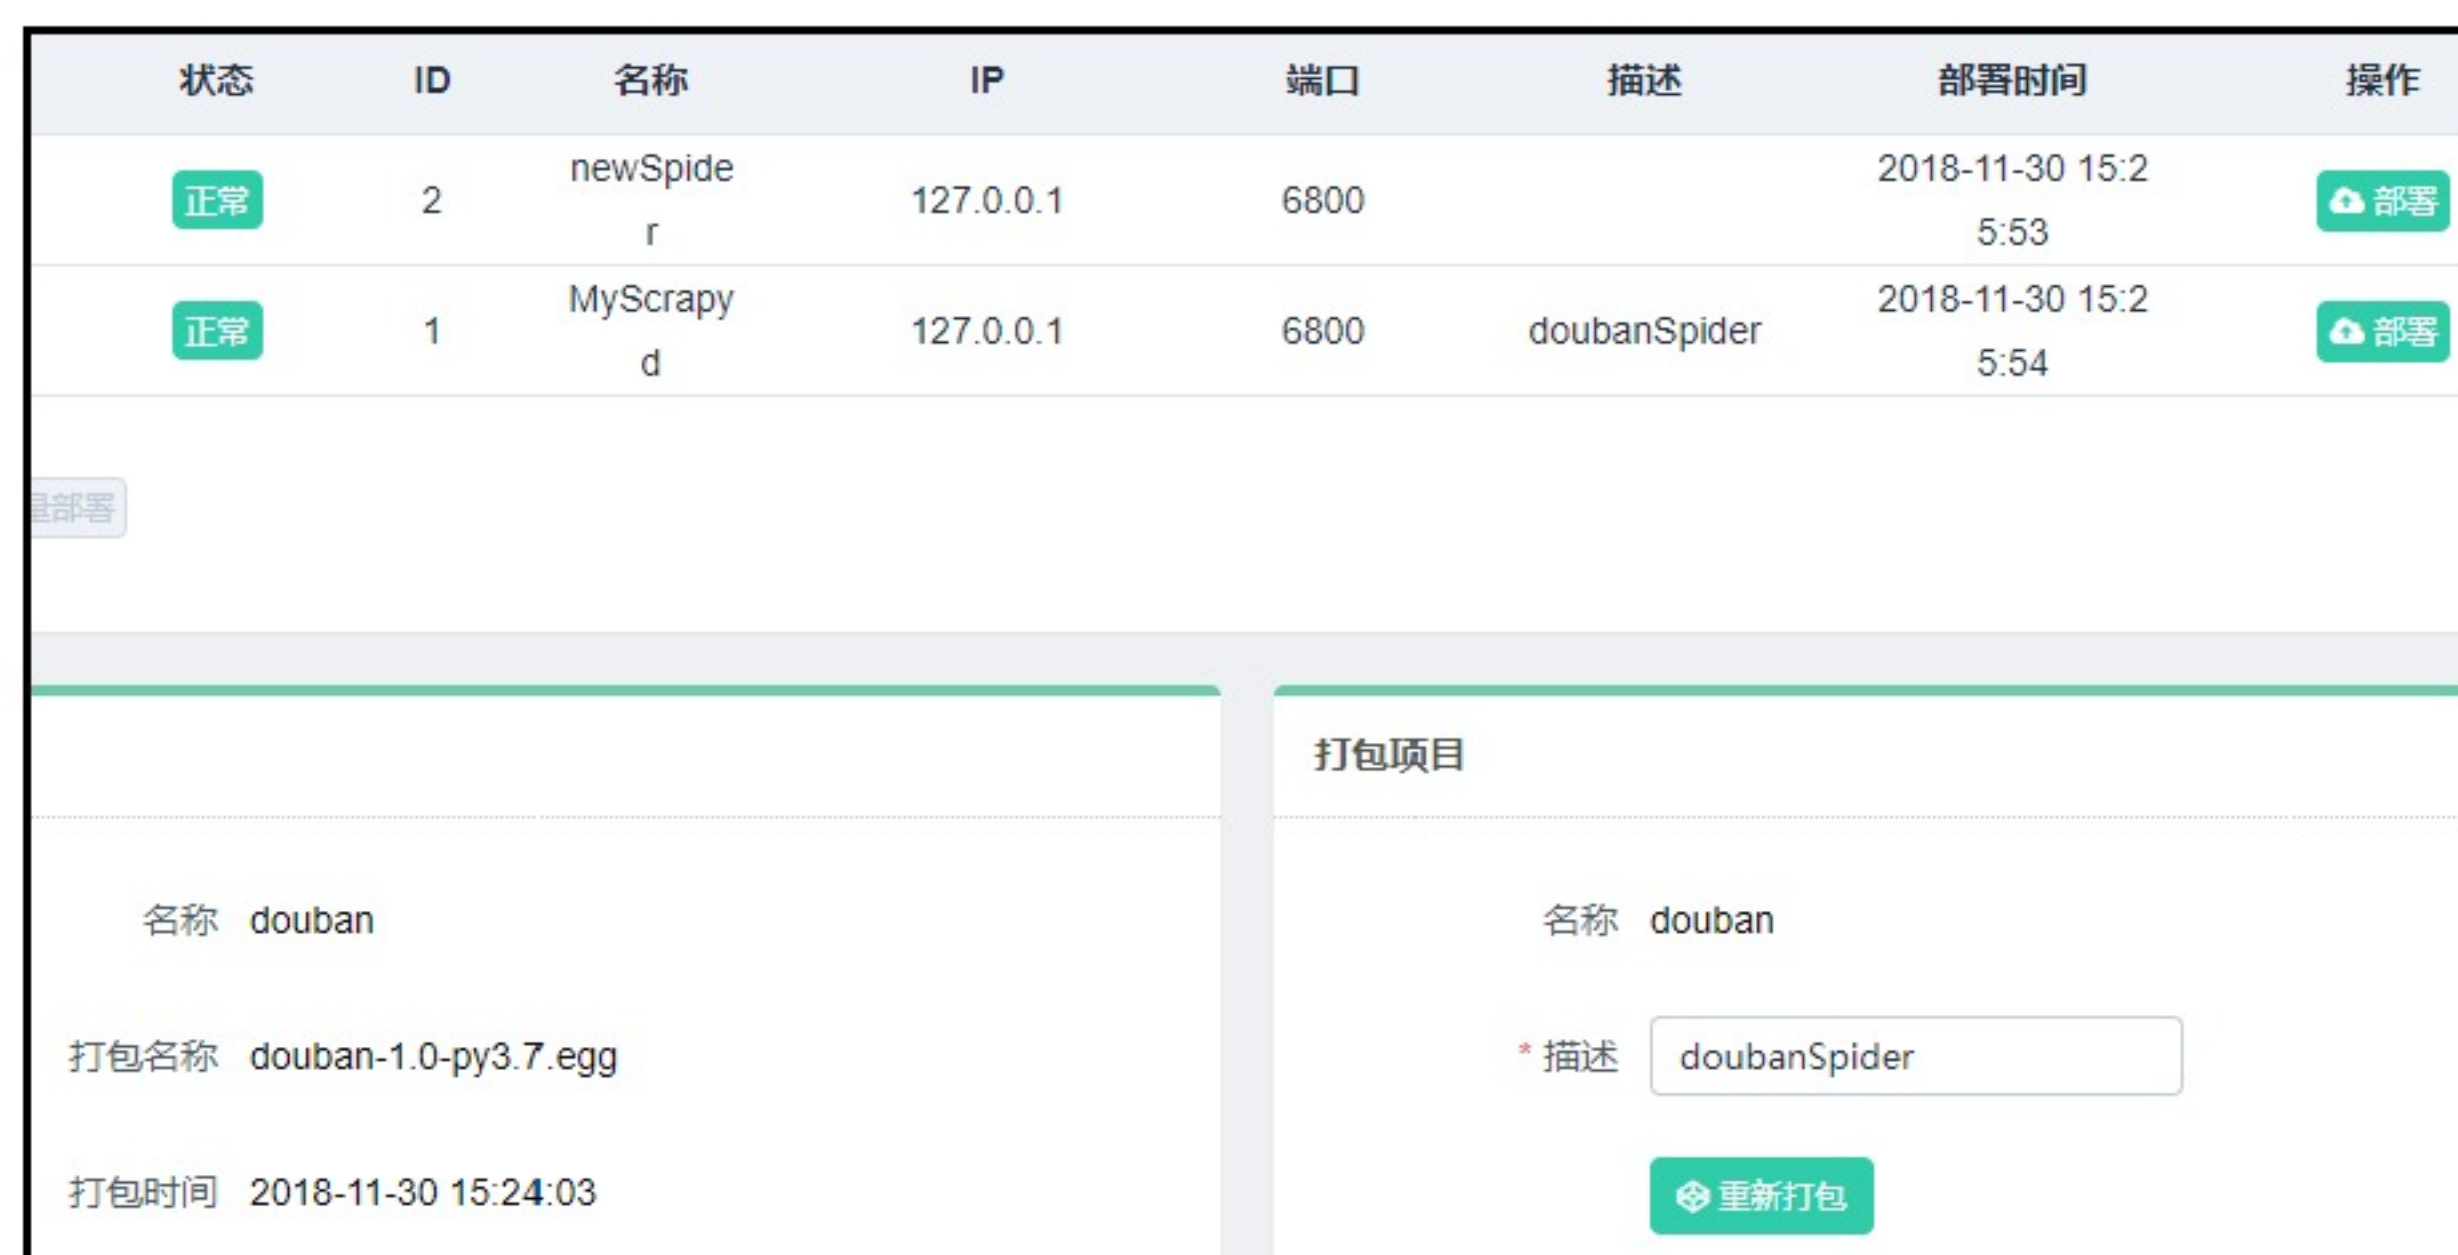 状态 ID 名称 IP 端口 描述 部署时间 操作
newSpide 2018-11-30 15:2
正常 2 127.0.0.1 6800 部署
r 5:53
MyScrapy 2018-11-30 15:2
正常 1 127.0.0.1 6800 doubanSpider 部署
d 5:54
量部署
打包项目
名称 douban 名称 douban
打包名称 douban-1.0-py3.7.egg * 描述 doubanSpider
打包时间 2018-11-30 15:24:03 重新打包